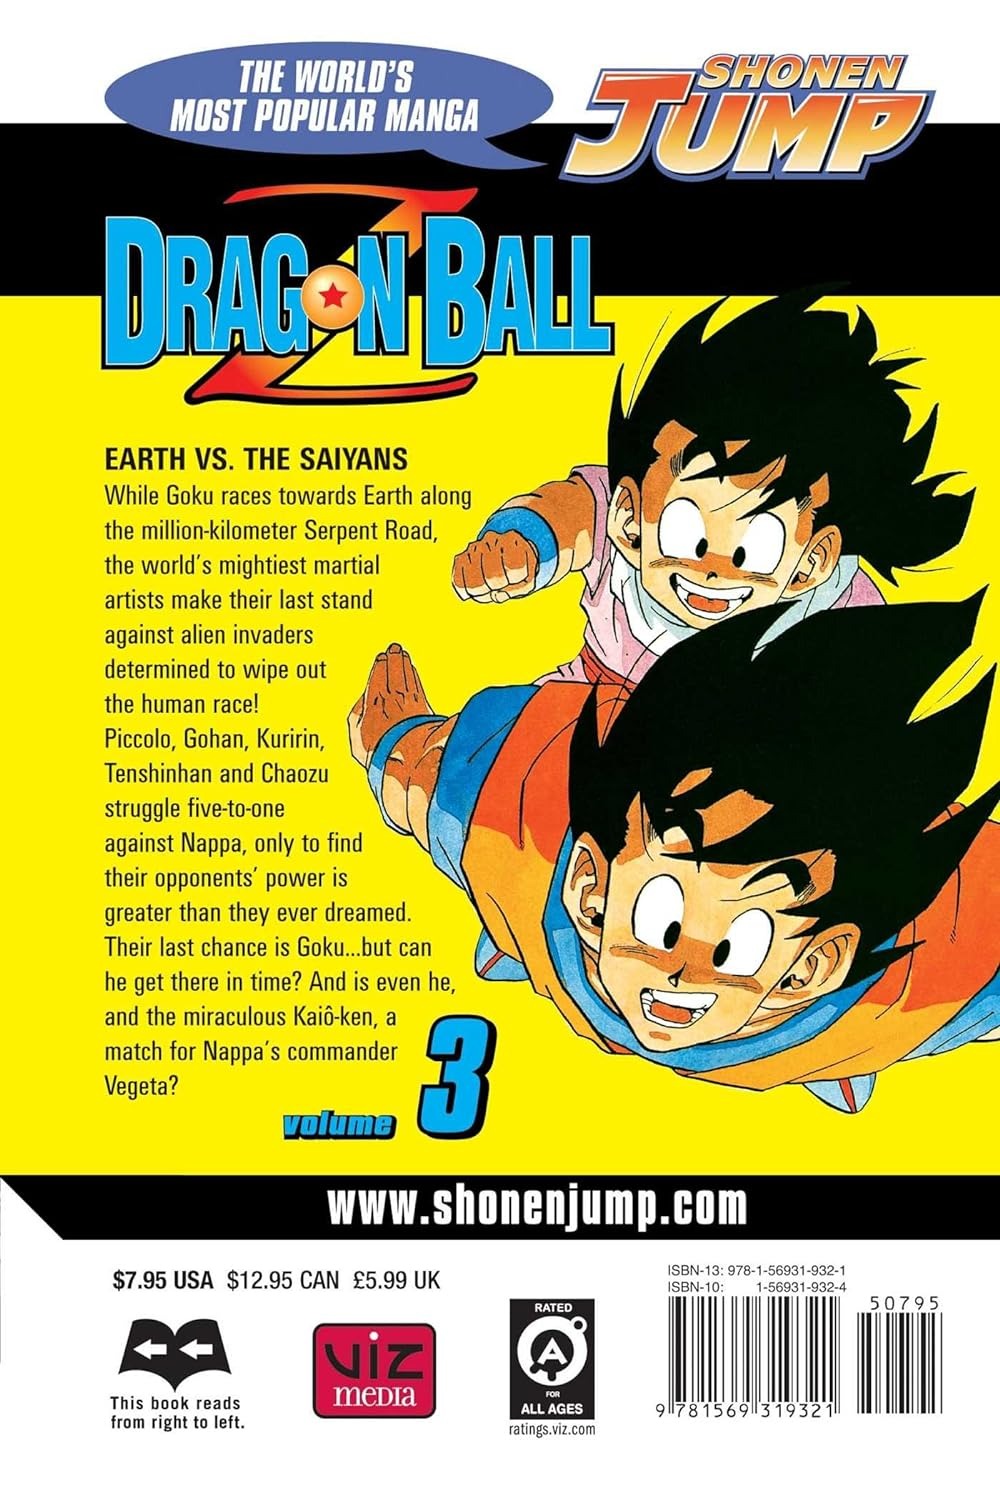 THE WORLD'S
MOST POPULAR MANGA
SHONEN
JUMP
Z
DRAGON BALL
EARTH VS. THE SAIYANS
While Goku races towards Earth along
the million-kilometer Serpent Road,
the world's mightiest martial
artists make their last stand
against alien invaders
determined to wipe out
the human race!
Piccolo, Gohan, Kuririn,
Tenshinhan and Chaozu
struggle five-to-one
against Nappa, only to find
their opponents' power is
greater than they ever dreamed.
Their last chance is Goku...but can
he get there in time? And is even he,
and the miraculous Kaiô-ken, a
match for Nappa's commander
Vegeta?
volume 3
www.shonenjump.com
$7.95 USA $12.95 CAN £5.99 UK
This book reads
from right to left.
VIZ
MEDIA
RATED
A
FOR
ALL AGES
ratings.viz.com
ISBN-13: 978-1-56931-932-1
ISBN-10: 1-56931-932-4
50795
9 781569 319321